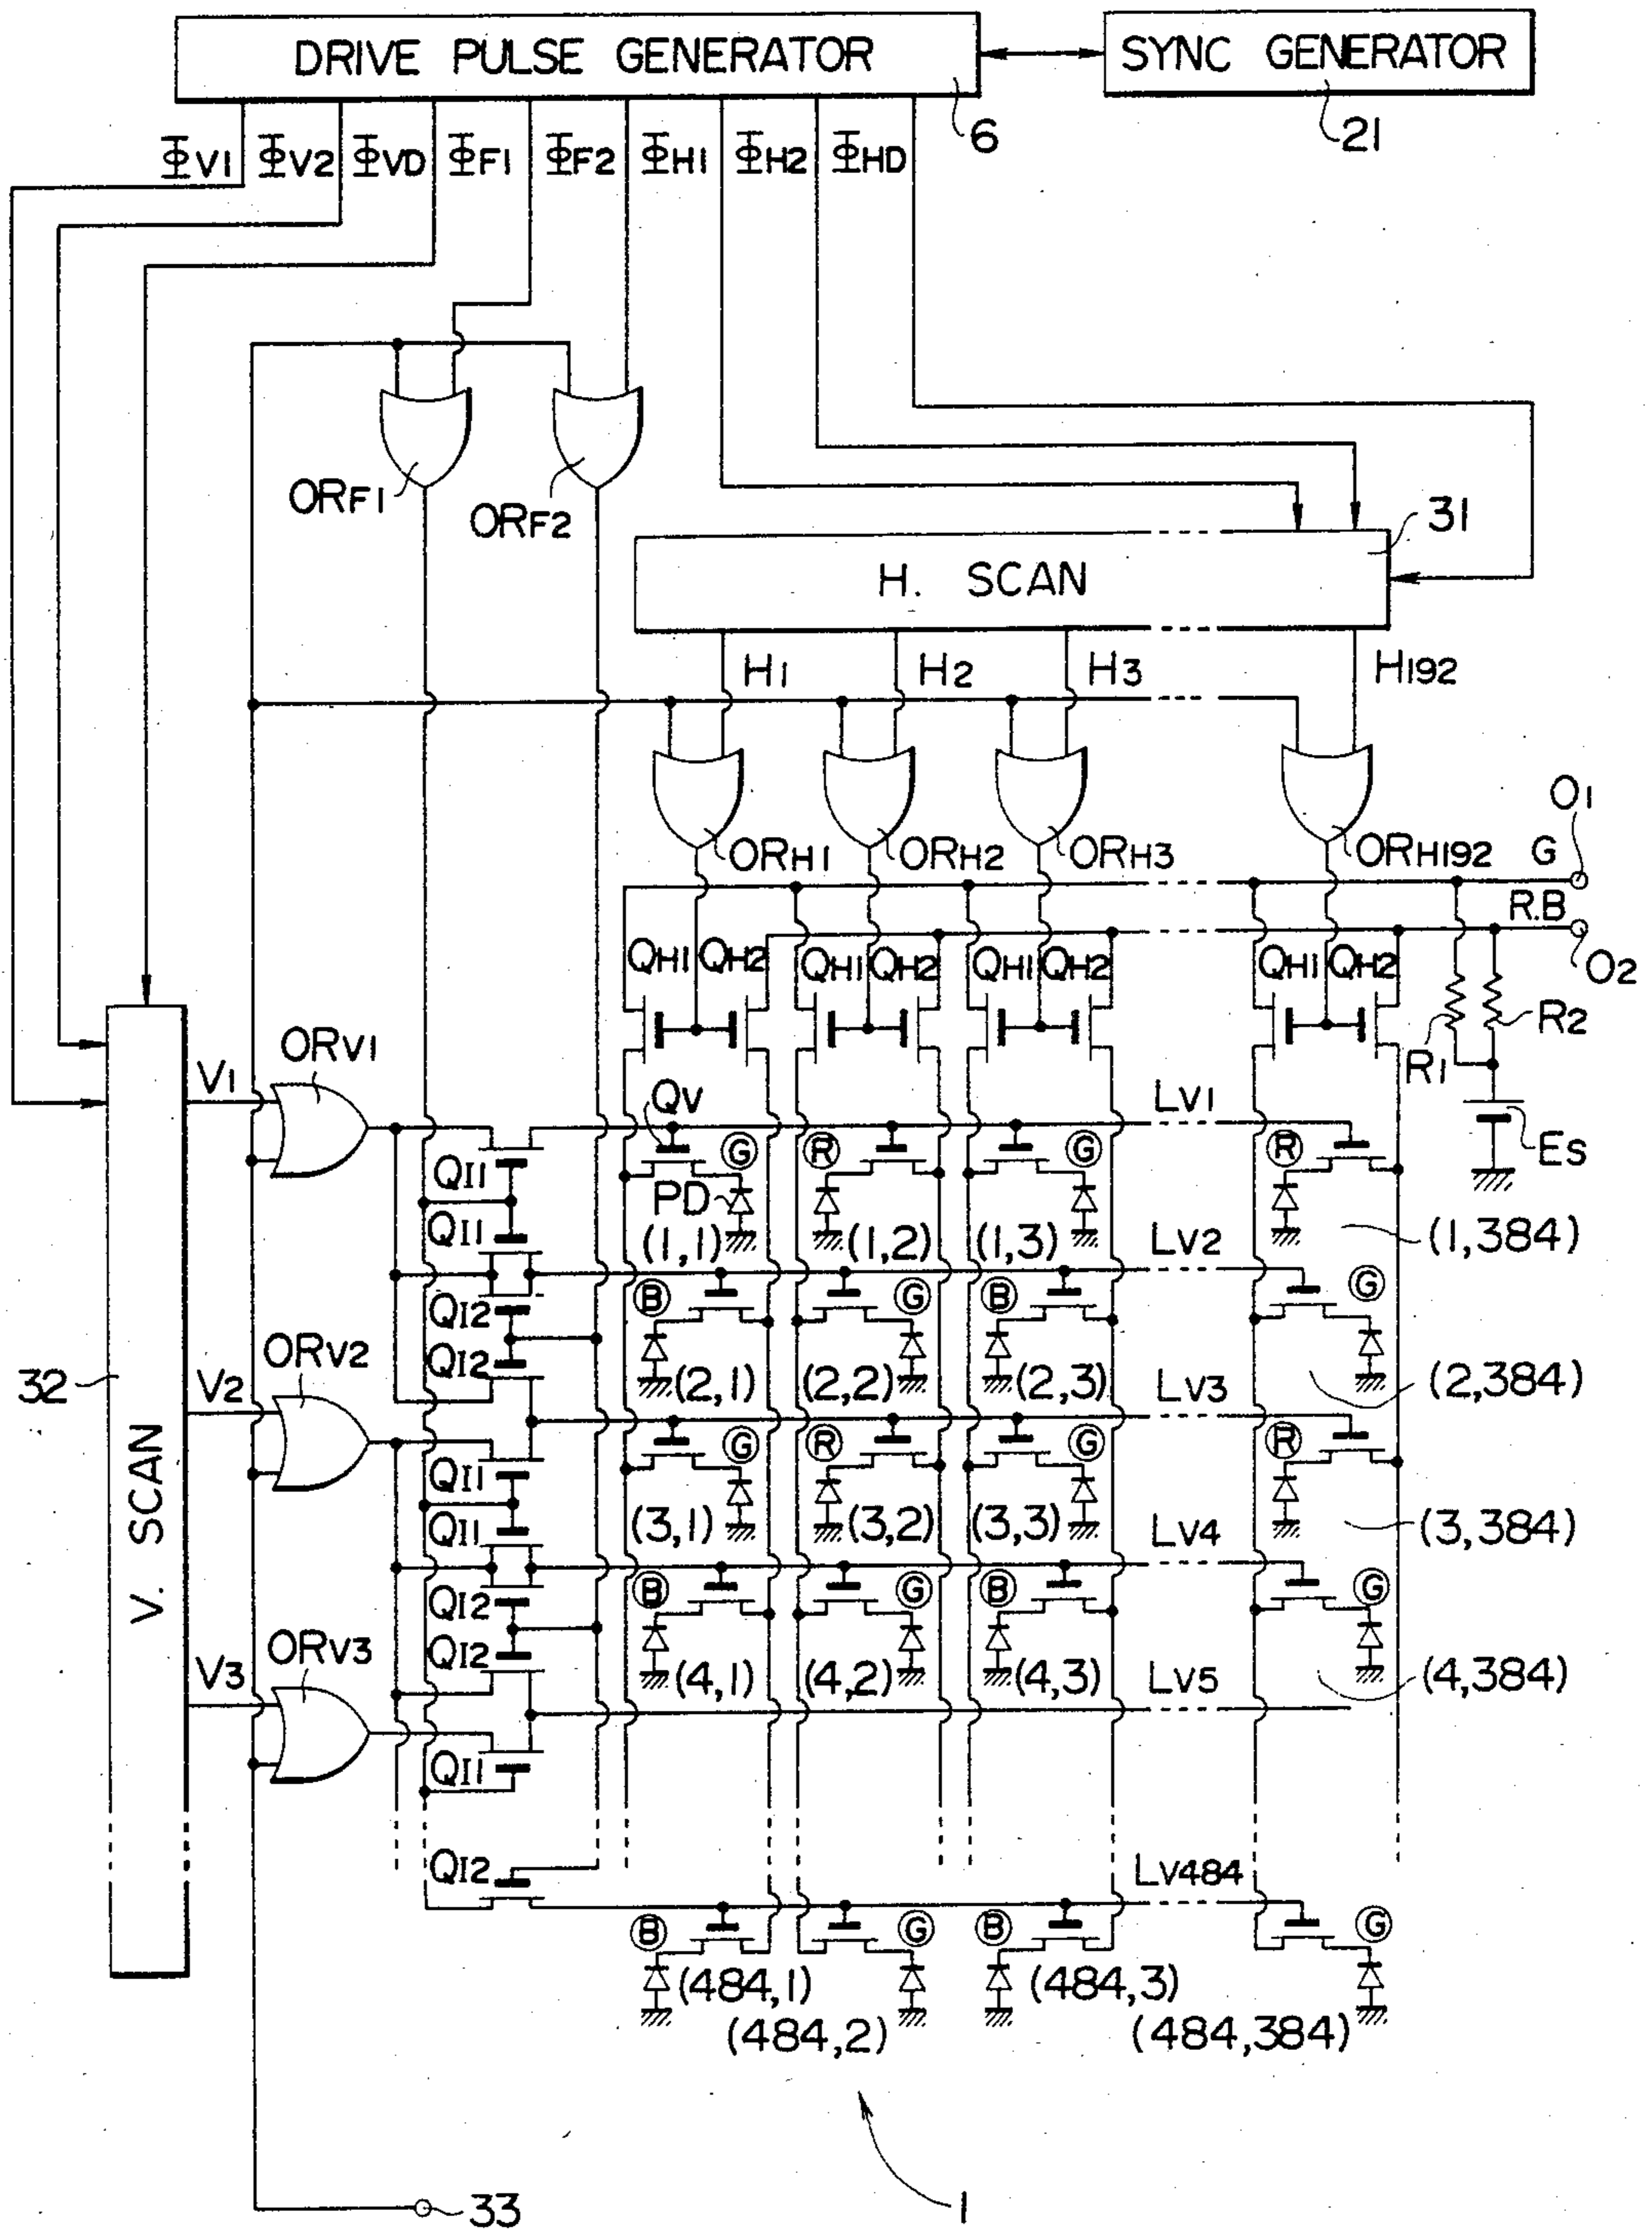 DRIVE PULSE GENERATOR
SYNC GENERATOR
6
21
ΦV1 ΦV2 ΦVD ΦF1 ΦF2 ΦH1 ΦH2 ΦHD
ORF1
ORF2
31
H. SCAN
H1 H2 H3 H192
O1
ORH1 ORH2 ORH3 ORH192 G
R.B
QH1 QH2 QH1 QH2 QH1 QH2 QH1 QH2
O2
R2
R1
ORV1
V1
QV
LV1
ES
QI1
G R G R
PD
QI1
(1,1) (1,2) (1,3) LV2 (1,384)
B G B G
QI2
ORV2
QI2
32
V2
(2,1) (2,2) (2,3) LV3 (2,384)
G R G R
QI1
V. SCAN
QI1
(3,1) (3,2) (3,3) LV4 (3,384)
B G B G
QI2
ORV3
QI2
V3
(4,1) (4,2) (4,3) LV5 (4,384)
QI1
QI2
LV484
B G B G
(484,1) (484,3)
(484,2) (484,384)
33
1